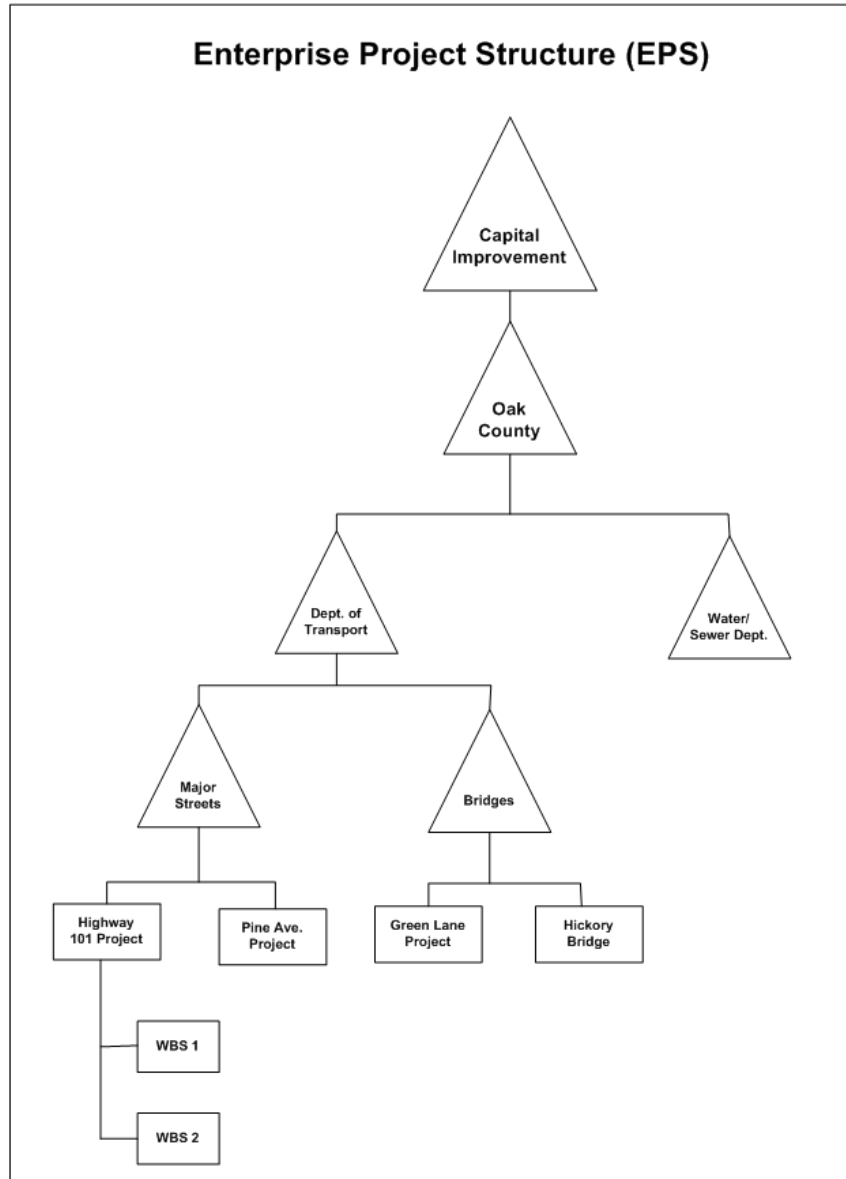 Enterprise Project Structure (EPS)
Capital
Improvement
Oak
County
Dept. of
Transport
Water/
Sewer Dept.
Major
Streets
Bridges
Highway
101 Project
Pine Ave.
Project
Green Lane
Project
Hickory
Bridge
WBS 1
WBS 2